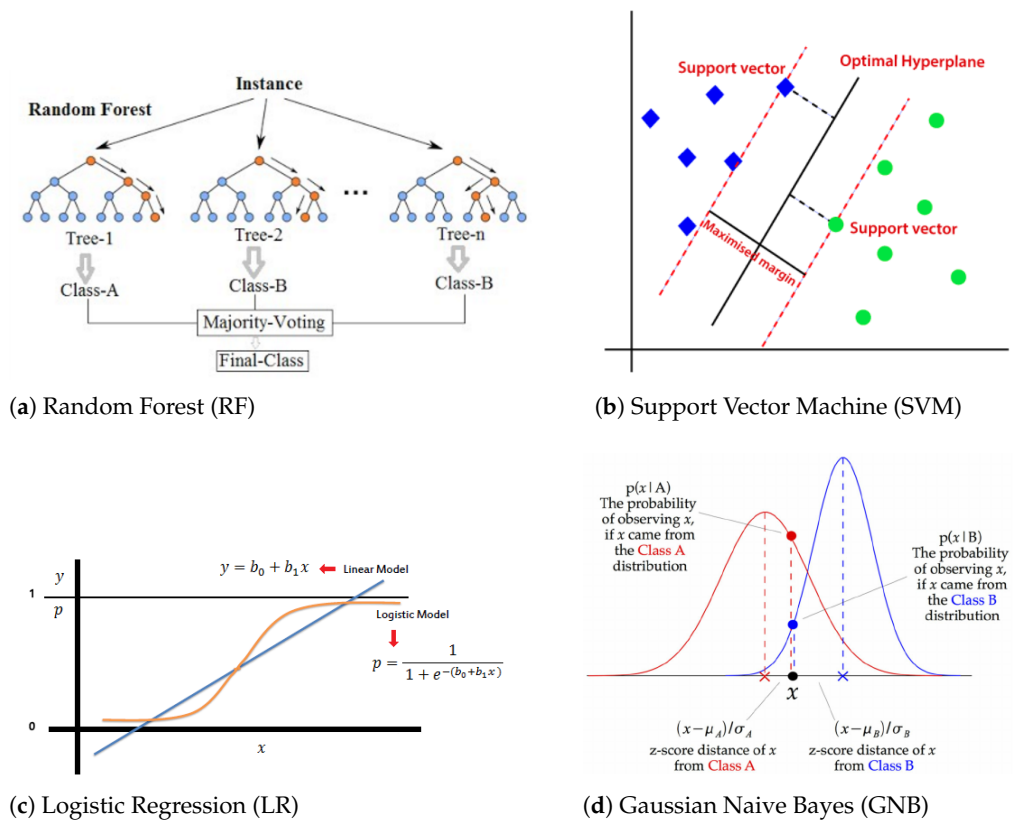 Instance
Random Forest
...
Tree-1
Tree-2
Tree-n
Class-A
Class-B
Class-B
Majority-Voting
Final-Class
(a) Random Forest (RF)
Support vector
Optimal Hyperplane
Maximised margin
Support vector
(b) Support Vector Machine (SVM)
y = b₀ + b₁x
Linear Model
y
1
p
Logistic Model
p = 1 / (1 + e^−(b₀+b₁x))
0
x
(c) Logistic Regression (LR)
p(x | A)
The probability
of observing x,
if x came from
the Class A
distribution
p(x | B)
The probability
of observing x,
if x came from
the Class B
distribution
x
(x−μ_A)/σ_A
z-score distance of x
from Class A
(x−μ_B)/σ_B
z-score distance of x
from Class B
(d) Gaussian Naive Bayes (GNB)